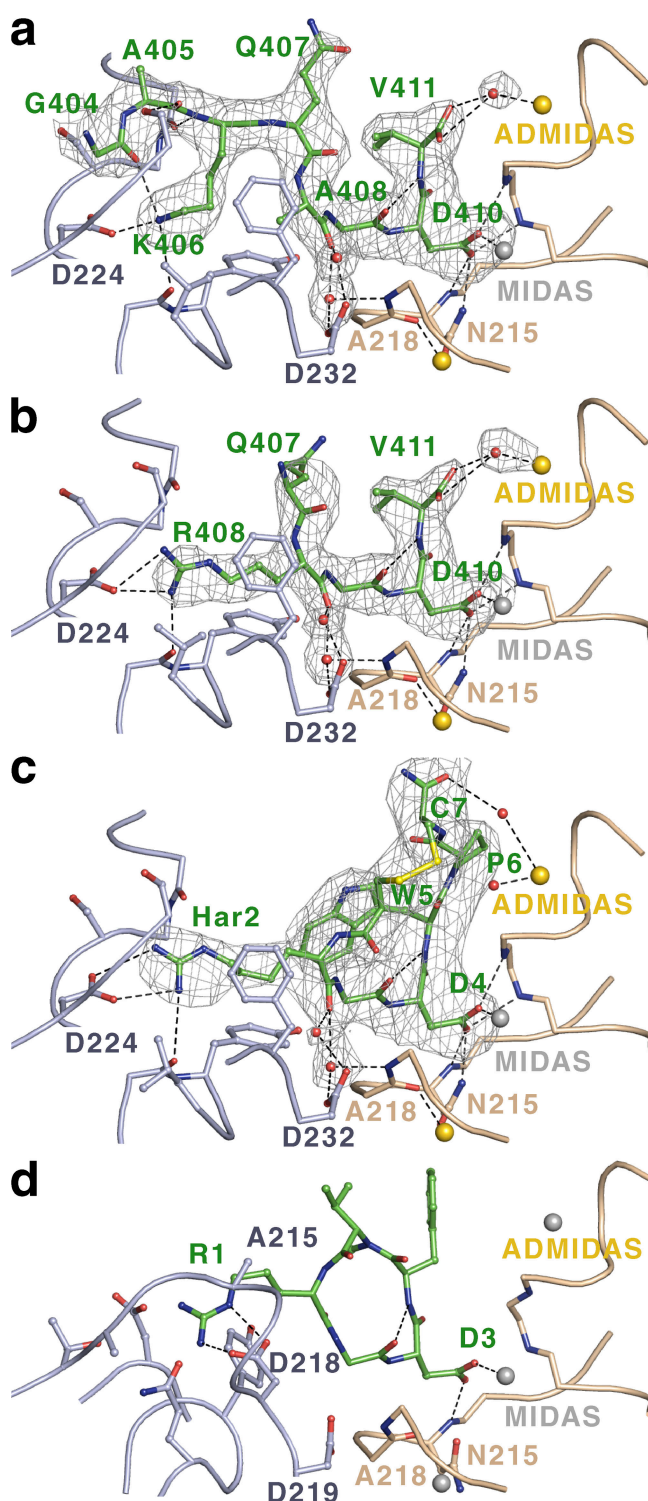 a
A405
Q407
G404
V411
ADMIDAS
A408
D410
K406
D224
MIDAS
A218
N215
D232
b
Q407
V411
ADMIDAS
R408
D410
D224
MIDAS
A218
N215
D232
c
C7
P6
W5
Har2
ADMIDAS
D4
D224
MIDAS
A218
N215
D232
d
A215
R1
ADMIDAS
D3
D218
MIDAS
A218
N215
D219